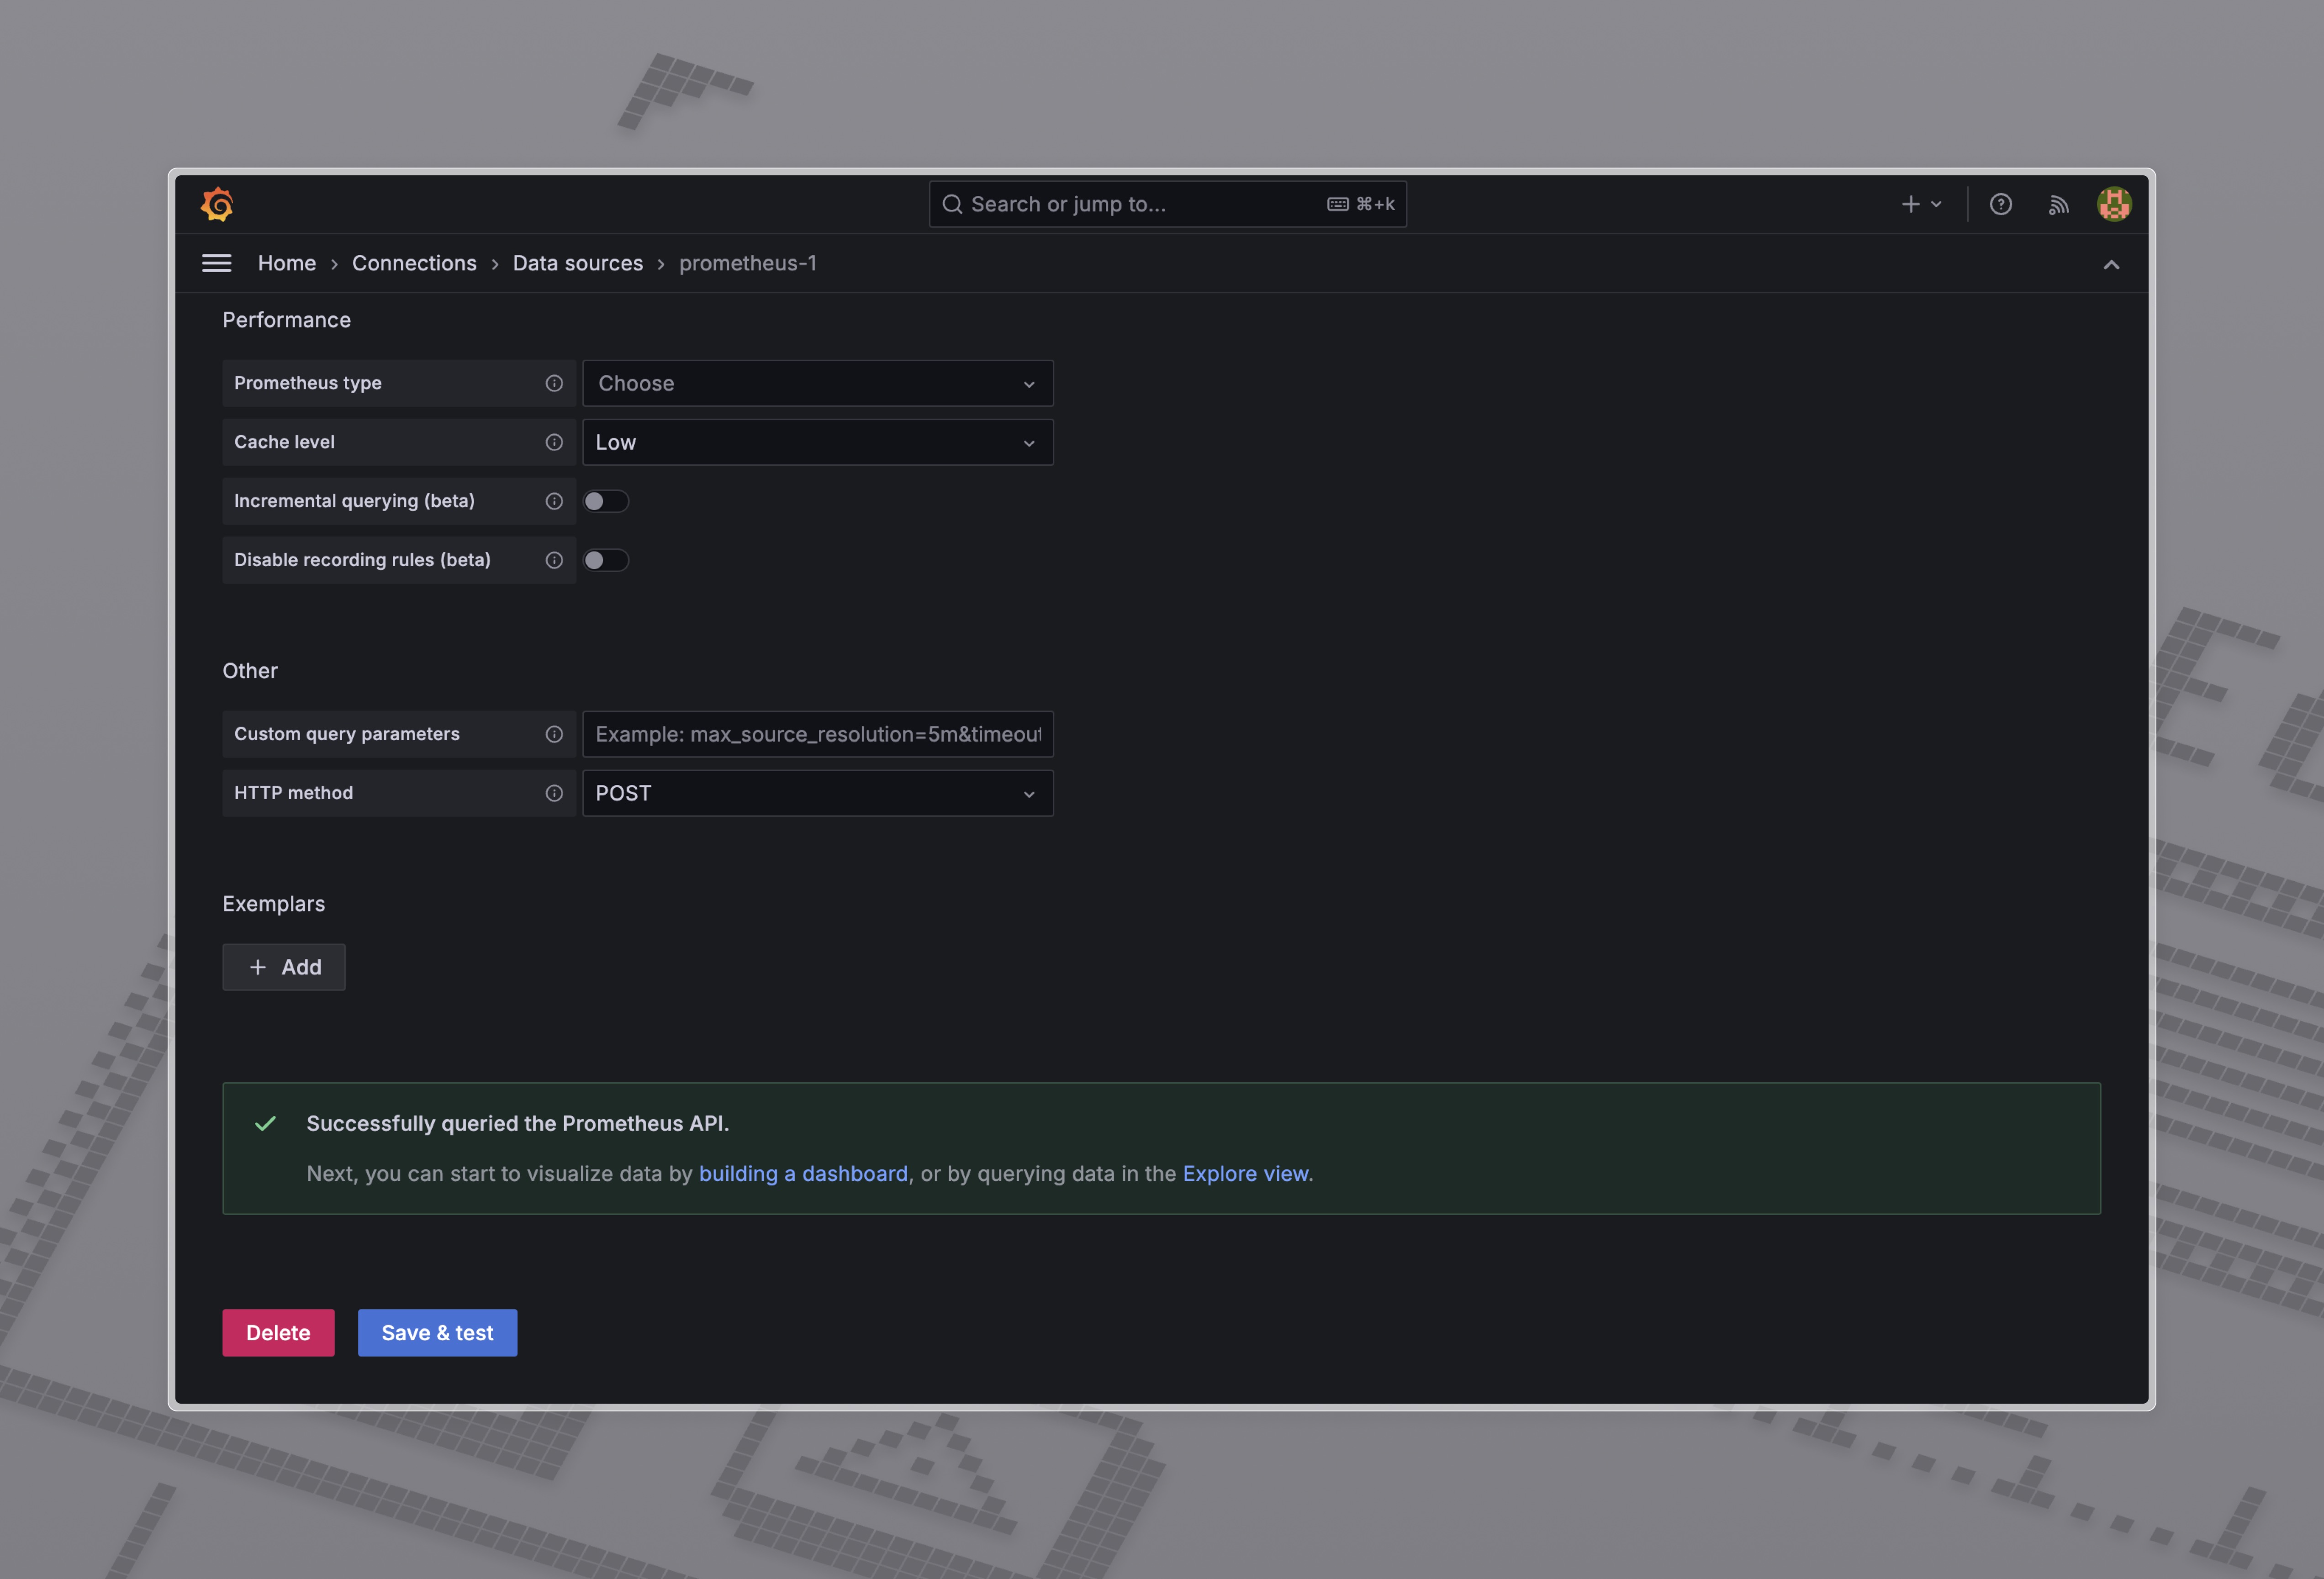 Search or jump to...
⌘+k
Home › Connections › Data sources › prometheus-1
Performance
Prometheus type
Choose
Cache level
Low
Incremental querying (beta)
Disable recording rules (beta)
Other
Custom query parameters
Example: max_source_resolution=5m&timeout
HTTP method
POST
Exemplars
+ Add
Successfully queried the Prometheus API.
Next, you can start to visualize data by building a dashboard, or by querying data in the Explore view.
Delete
Save & test